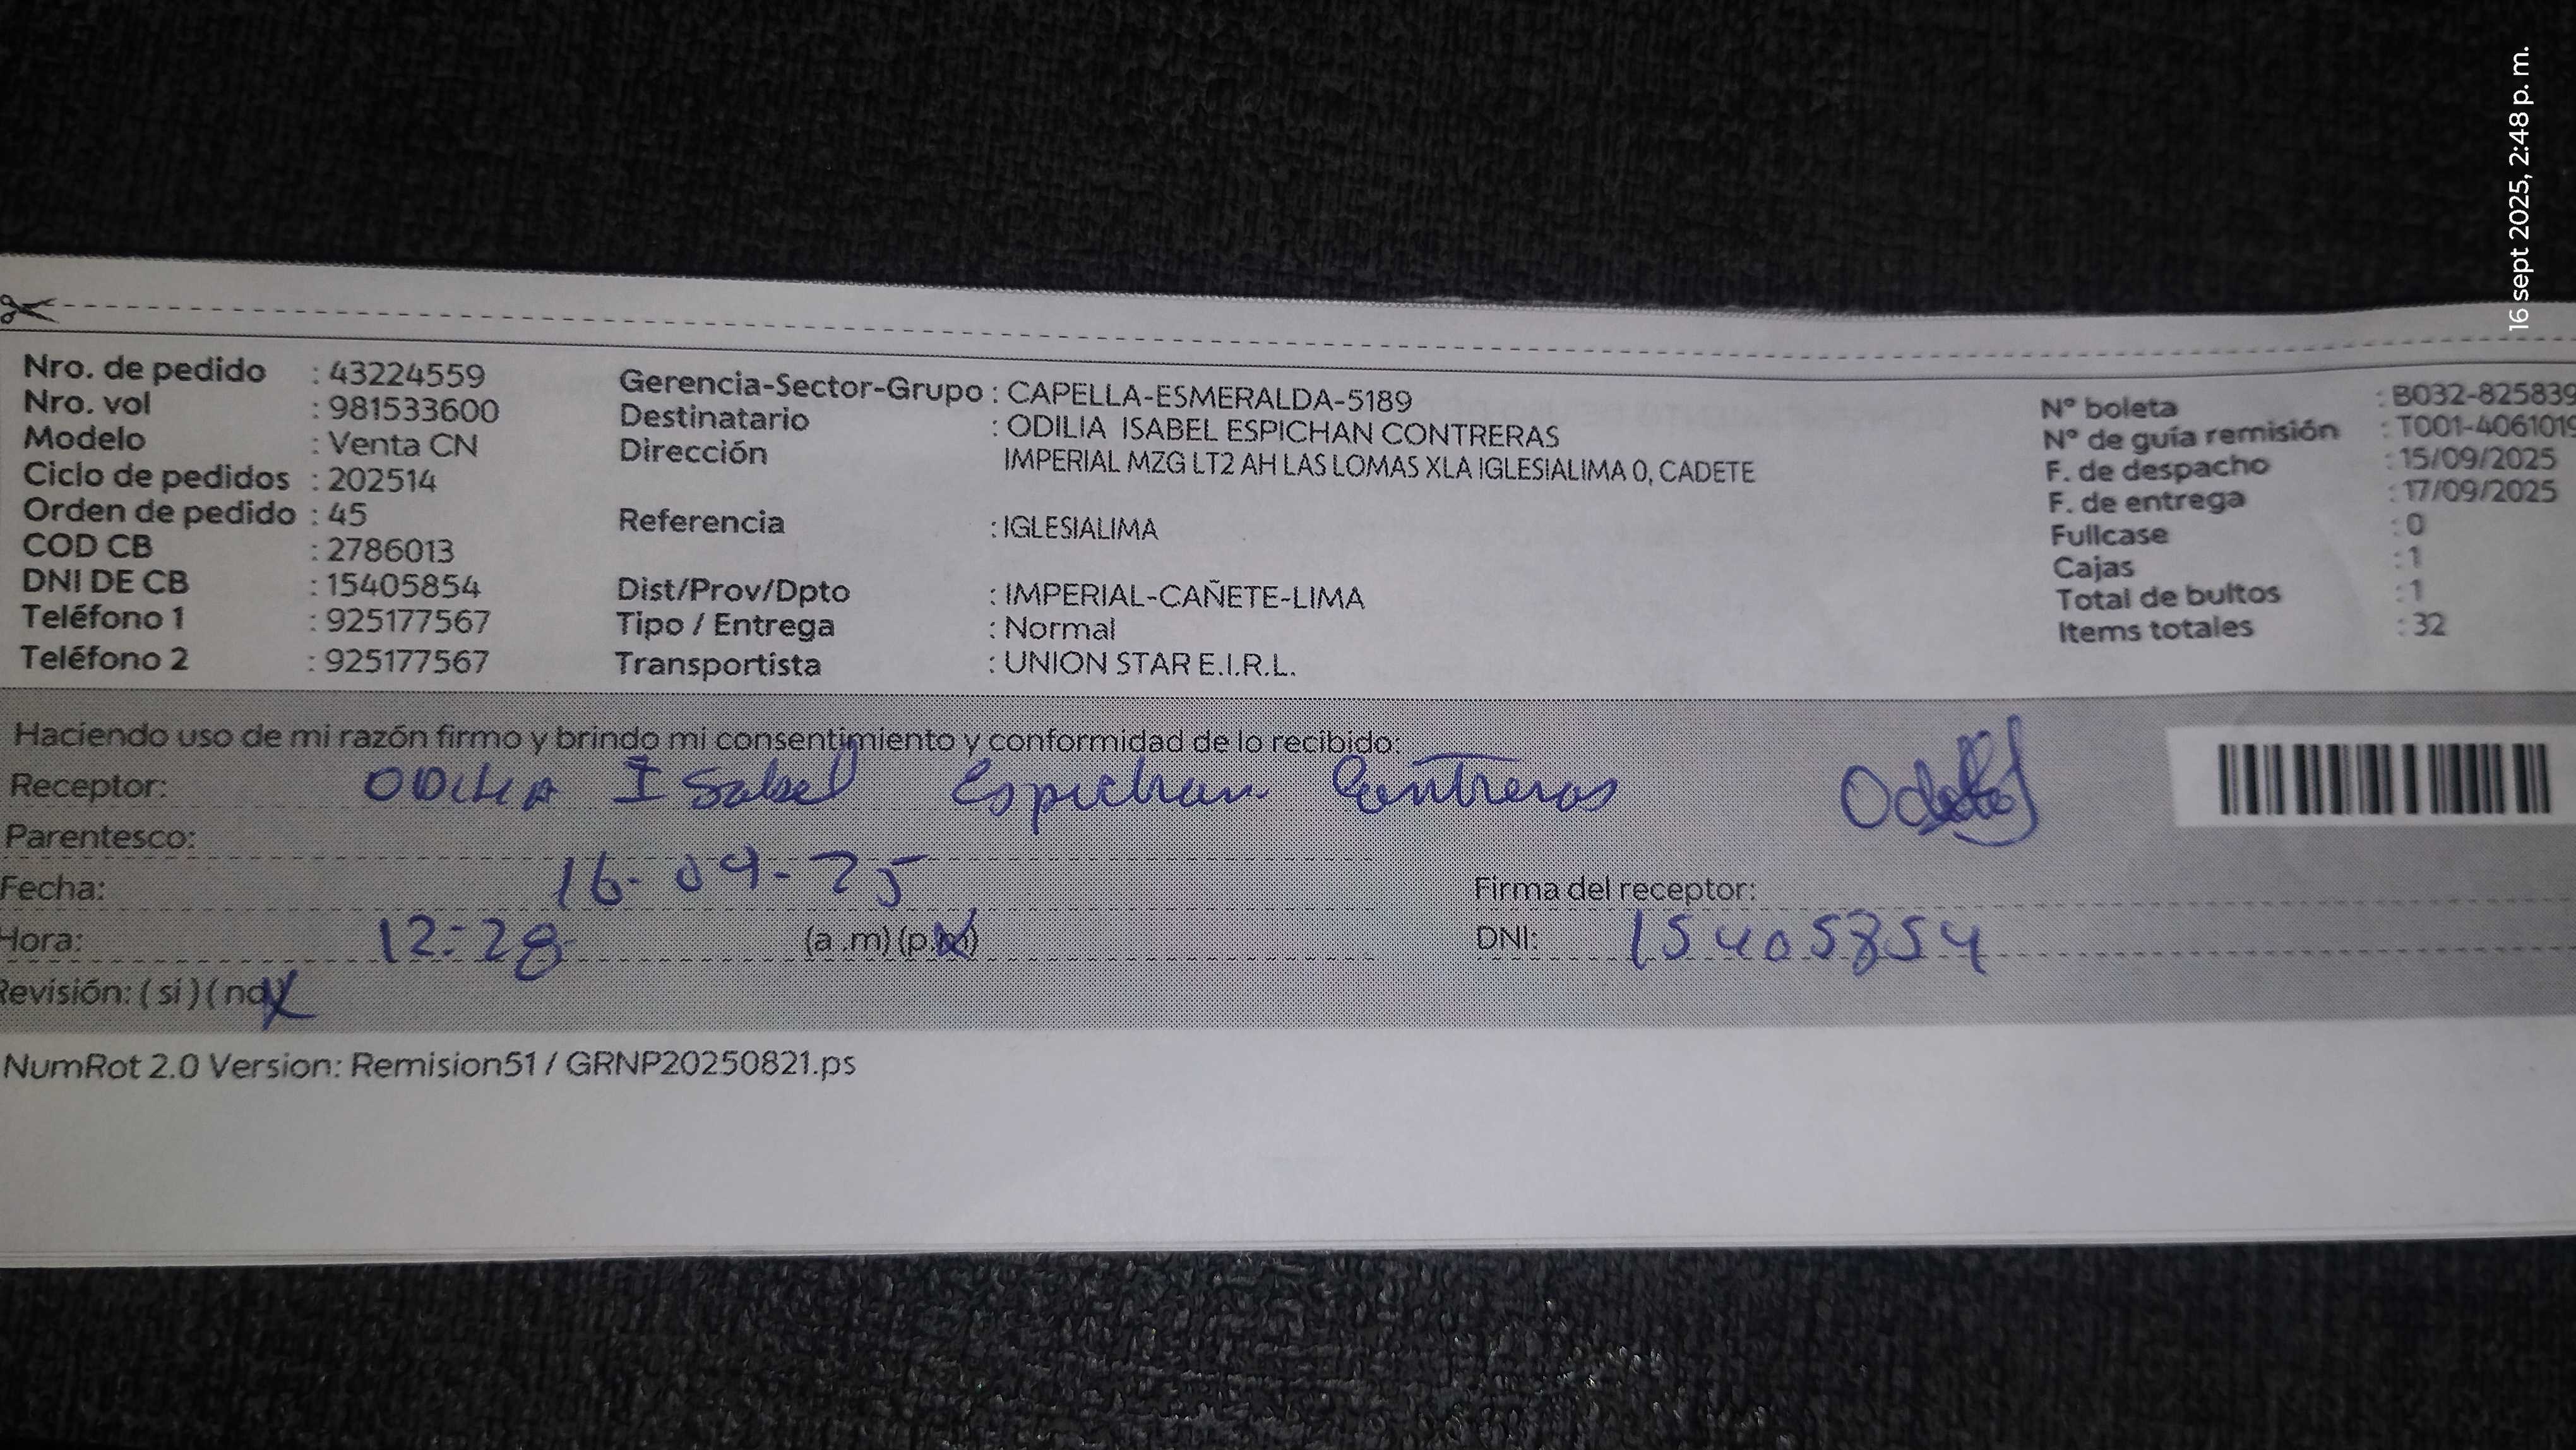 16 sept 2025, 2:48 p. m.
Nro. de pedido : 43224559
Nro. vol : 981533600
Modelo : Venta CN
Ciclo de pedidos : 202514
Orden de pedido : 45
COD CB : 2786013
DNI DE CB : 15405854
Teléfono 1 : 925177567
Teléfono 2 : 925177567
Gerencia-Sector-Grupo : CAPELLA-ESMERALDA-5189
Destinatario : ODILIA ISABEL ESPICHAN CONTRERAS
Dirección IMPERIAL MZG LT2 AH LAS LOMAS XLA IGLESIALIMA 0, CADETE
Referencia : IGLESIALIMA
Dist/Prov/Dpto : IMPERIAL-CAÑETE-LIMA
Tipo / Entrega : Normal
Transportista : UNION STAR E.I.R.L.
N° boleta : B032-825839
N° de guía remisión : T001-4061019
F. de despacho : 15/09/2025
F. de entrega : 17/09/2025
Fullcase : 0
Cajas : 1
Total de bultos : 1
Items totales : 32
Haciendo uso de mi razón firmo y brindo mi consentimiento y conformidad de lo recibido:
Receptor: ODILIA ISabel Espichan Contreras
Parentesco:
Fecha: 16-09-25
Firma del receptor:
Hora: 12:28 (a .m) (p.m)
DNI: 15405854
Revisión: ( si ) ( no )
NumRot 2.0 Version: Remision51 / GRNP20250821.ps